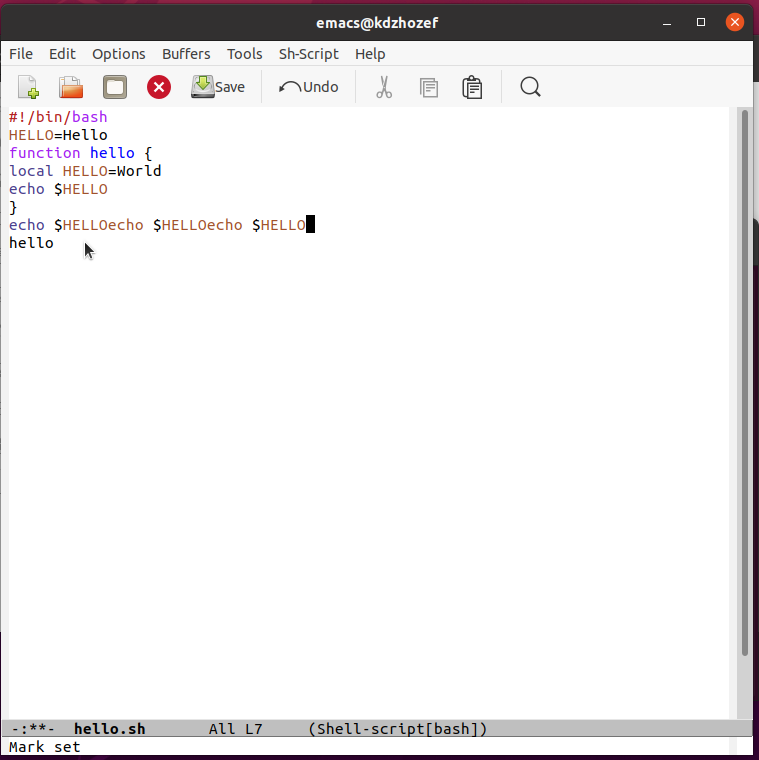 emacs@kdzhozef
File Edit Options Buffers Tools Sh-Script Help
Save Undo
#!/bin/bash
HELLO=Hello
function hello {
local HELLO=World
echo $HELLO
}
echo $HELLOecho $HELLOecho $HELLO
hello
-:**- hello.sh All L7 (Shell-script[bash])
Mark set